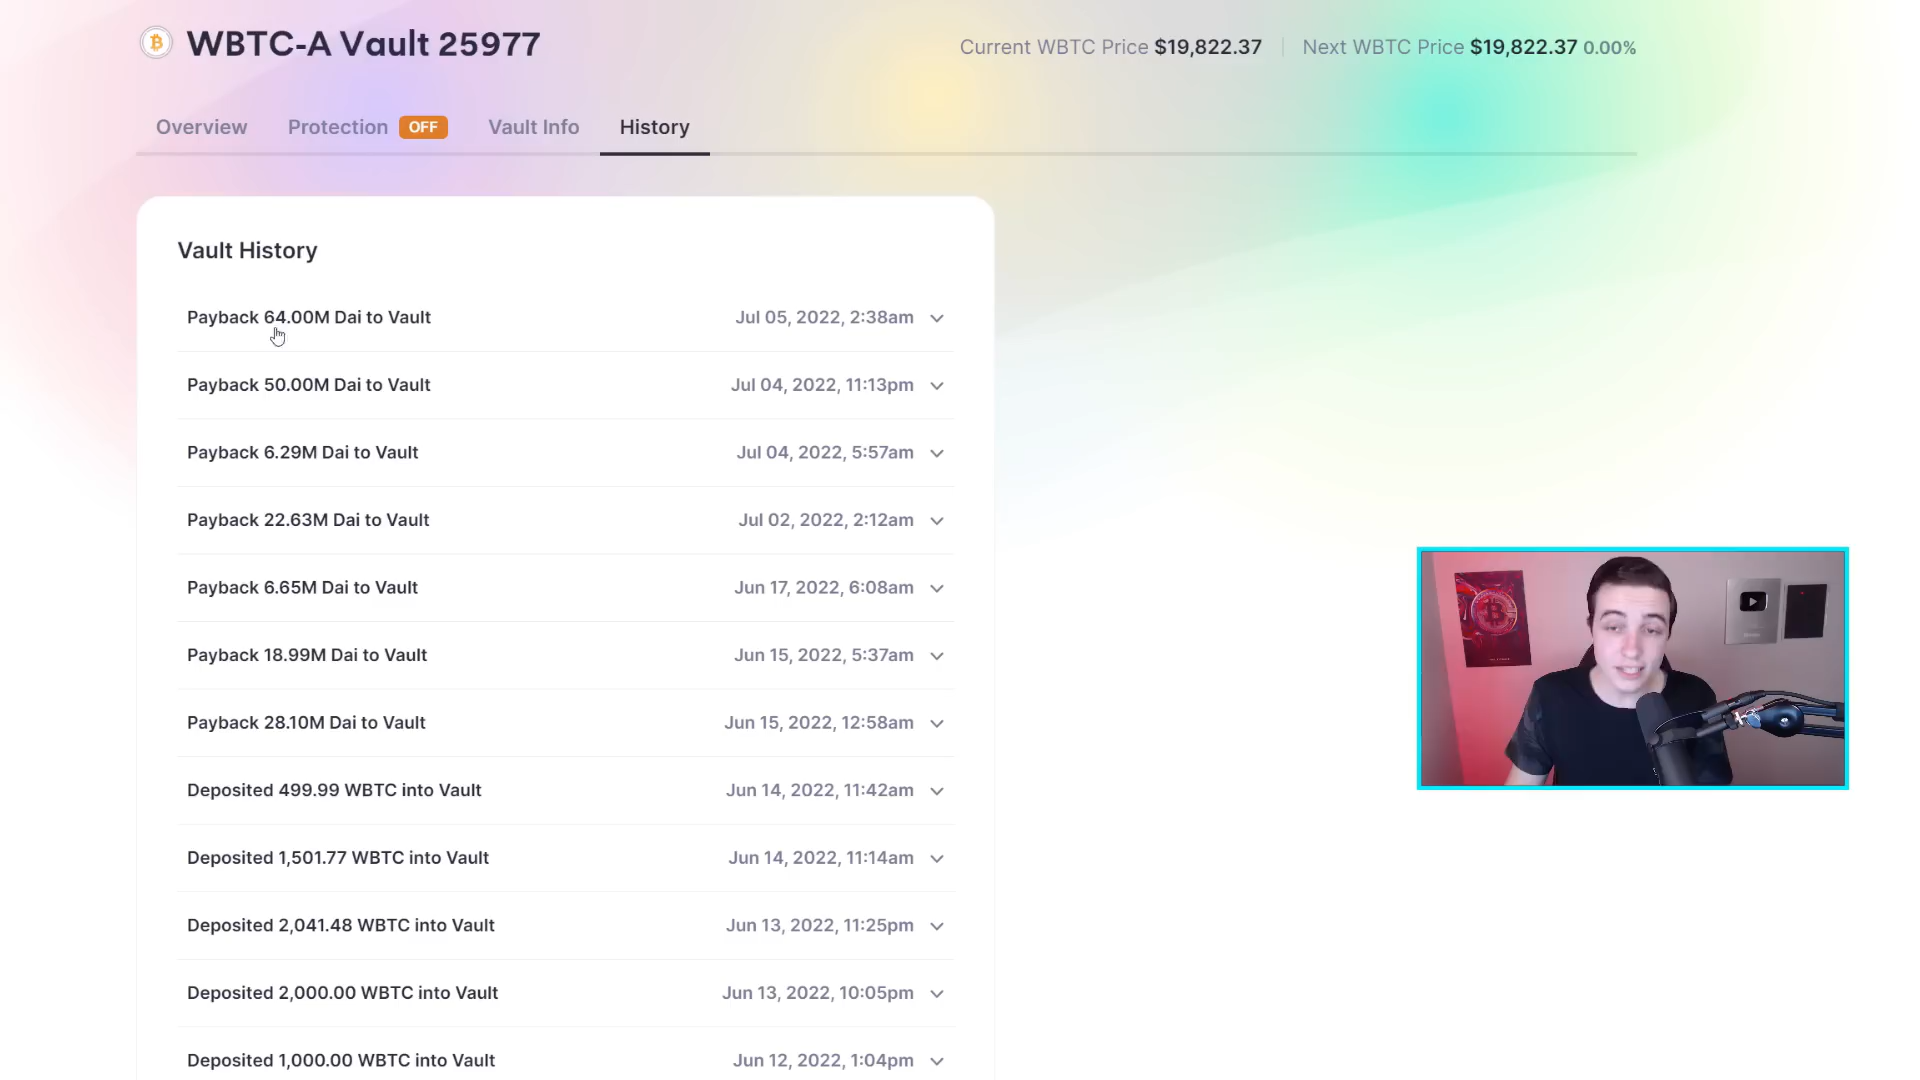 WBTC-A Vault 25977
Current WBTC Price $19,822.37 Next WBTC Price $19,822.37 0.00%
Overview Protection OFF Vault Info History
Vault History
Payback 64.00M Dai to Vault Jul 05, 2022, 2:38am
Payback 50.00M Dai to Vault Jul 04, 2022, 11:13pm
Payback 6.29M Dai to Vault Jul 04, 2022, 5:57am
Payback 22.63M Dai to Vault Jul 02, 2022, 2:12am
Payback 6.65M Dai to Vault Jun 17, 2022, 6:08am
Payback 18.99M Dai to Vault Jun 15, 2022, 5:37am
Payback 28.10M Dai to Vault Jun 15, 2022, 12:58am
Deposited 499.99 WBTC into Vault Jun 14, 2022, 11:42am
Deposited 1,501.77 WBTC into Vault Jun 14, 2022, 11:14am
Deposited 2,041.48 WBTC into Vault Jun 13, 2022, 11:25pm
Deposited 2,000.00 WBTC into Vault Jun 13, 2022, 10:05pm
Deposited 1,000.00 WBTC into Vault Jun 12, 2022, 1:04pm